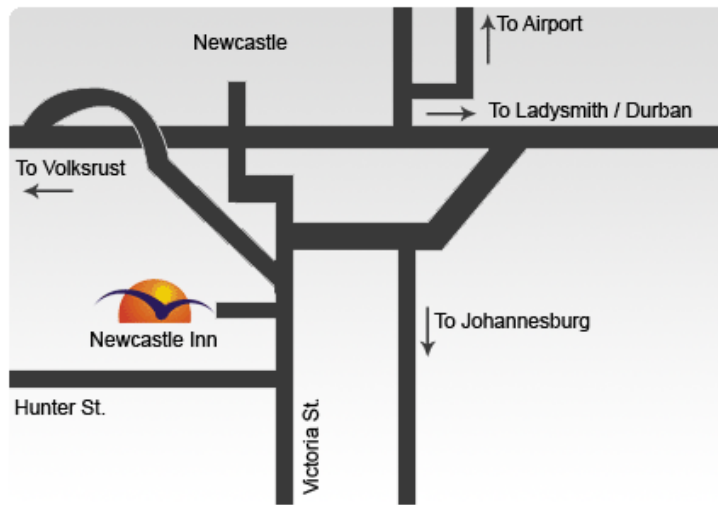 To Airport
Newcastle
To Ladysmith / Durban
To Volksrust
To Johannesburg
Newcastle Inn
Hunter St.
Victoria St.